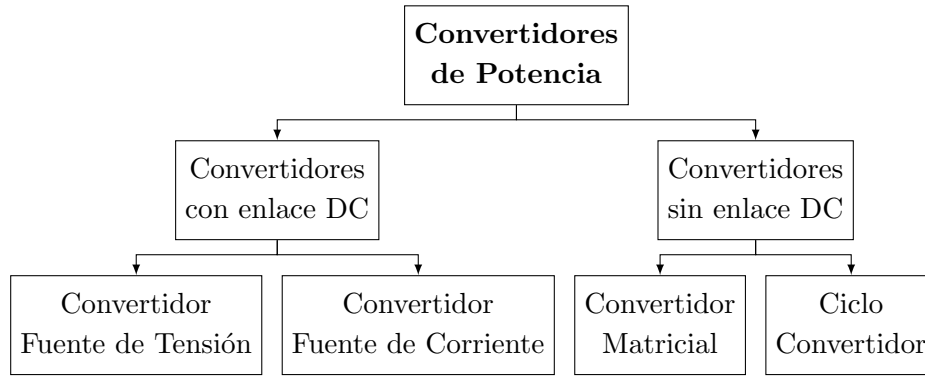 Convertidores
de Potencia
Convertidores
con enlace DC
Convertidores
sin enlace DC
Convertidor
Fuente de Tensión
Convertidor
Fuente de Corriente
Convertidor
Matricial
Ciclo
Convertidor